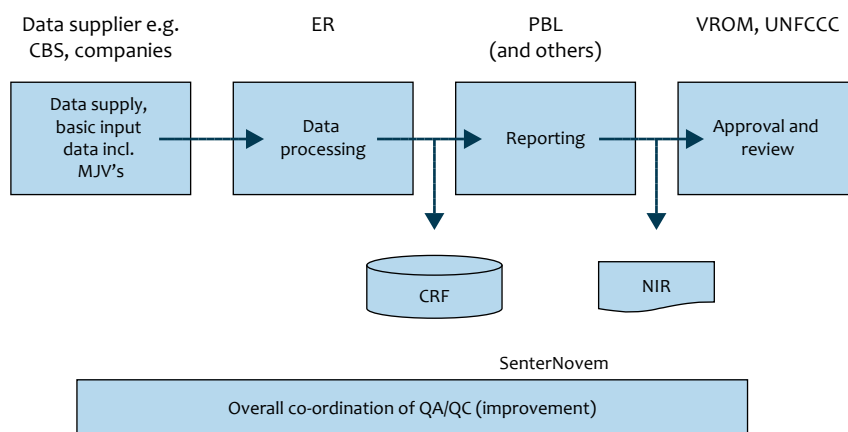 Data supplier e.g.
CBS, companies
ER
PBL
(and others)
VROM, UNFCCC
Data supply,
basic input
data incl.
MJV's
Data
processing
Reporting
Approval and
review
CRF
NIR
SenterNovem
Overall co-ordination of QA/QC (improvement)